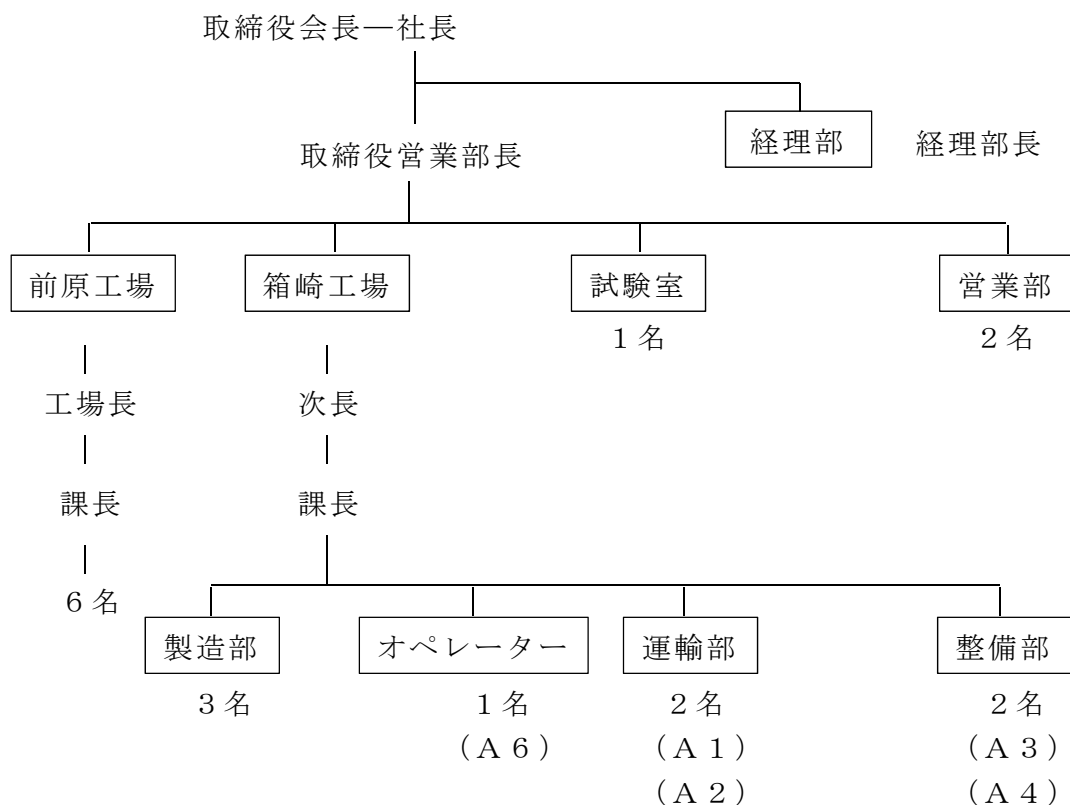 取締役会長―社長
経理部 経理部長
取締役営業部長
前原工場 箱崎工場 試験室 営業部
１名 ２名
工場長 次長
課長 課長
６名
製造部 オペレーター 運輸部 整備部
３名 １名 ２名 ２名
（Ａ６） （Ａ１） （Ａ３）
（Ａ２） （Ａ４）